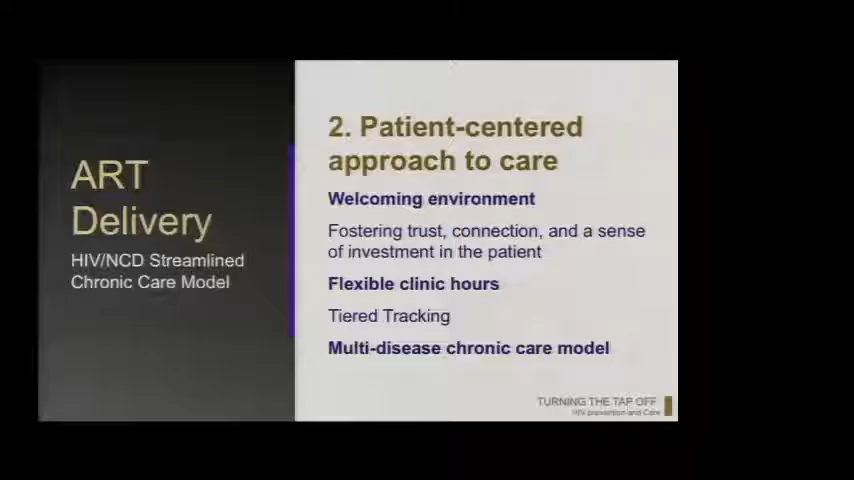 ART
Delivery
HIV/NCD Streamlined
Chronic Care Model
2. Patient-centered
approach to care
Welcoming environment
Fostering trust, connection, and a sense
of investment in the patient
Flexible clinic hours
Tiered Tracking
Multi-disease chronic care model
TURNING THE TAP OFF
HIV prevention and Care